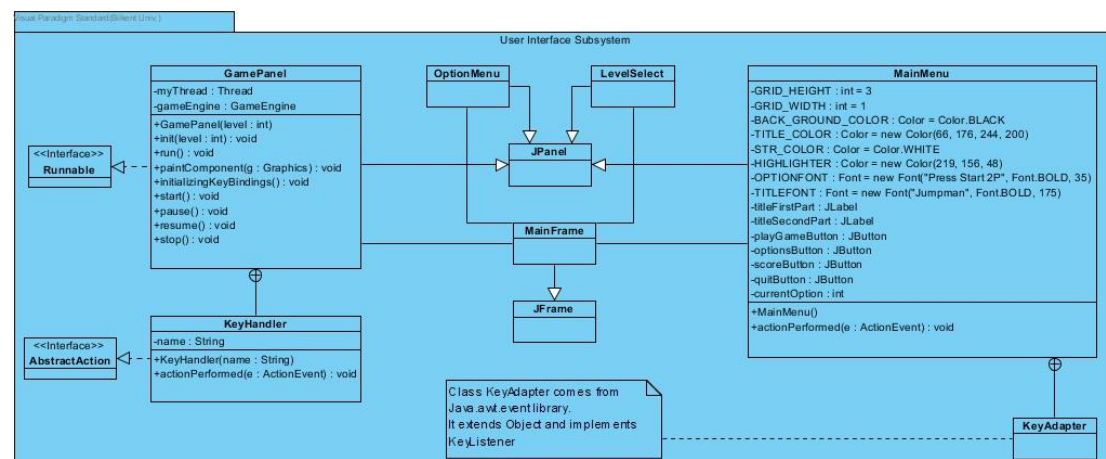 Visual Paradigm Standard(Bilkent Univ.)
User Interface Subsystem
GamePanel
-myThread : Thread
-gameEngine : GameEngine
+GamePanel(level : int)
+init(level : int) : void
+run() : void
+paintComponent(g : Graphics) : void
+initializingKeyBindings() : void
+start() : void
+pause() : void
+resume() : void
+stop() : void
<<Interface>>
Runnable
KeyHandler
-name : String
+KeyHandler(name : String)
+actionPerformed(e : ActionEvent) : void
<<Interface>>
AbstractAction
OptionMenu
LevelSelect
JPanel
MainFrame
JFrame
MainMenu
-GRID_HEIGHT : int = 3
-GRID_WIDTH : int = 1
-BACK_GROUND_COLOR : Color = Color.BLACK
-TITLE_COLOR : Color = new Color(66, 176, 244, 200)
-STR_COLOR : Color = Color.WHITE
-HIGHLIGHTER : Color = new Color(219, 156, 48)
-OPTIONFONT : Font = new Font("Press Start 2P", Font.BOLD, 35)
-TITLEFONT : Font = new Font("Jumpman", Font.BOLD, 175)
-titleFirstPart : JLabel
-titleSecondPart : JLabel
-playGameButton : JButton
-optionsButton : JButton
-scoreButton : JButton
-quitButton : JButton
-currentOption : int
+MainMenu()
+actionPerformed(e : ActionEvent) : void
Class KeyAdapter comes from
Java.awt.event library.
It extends Object and implements
KeyListener
KeyAdapter